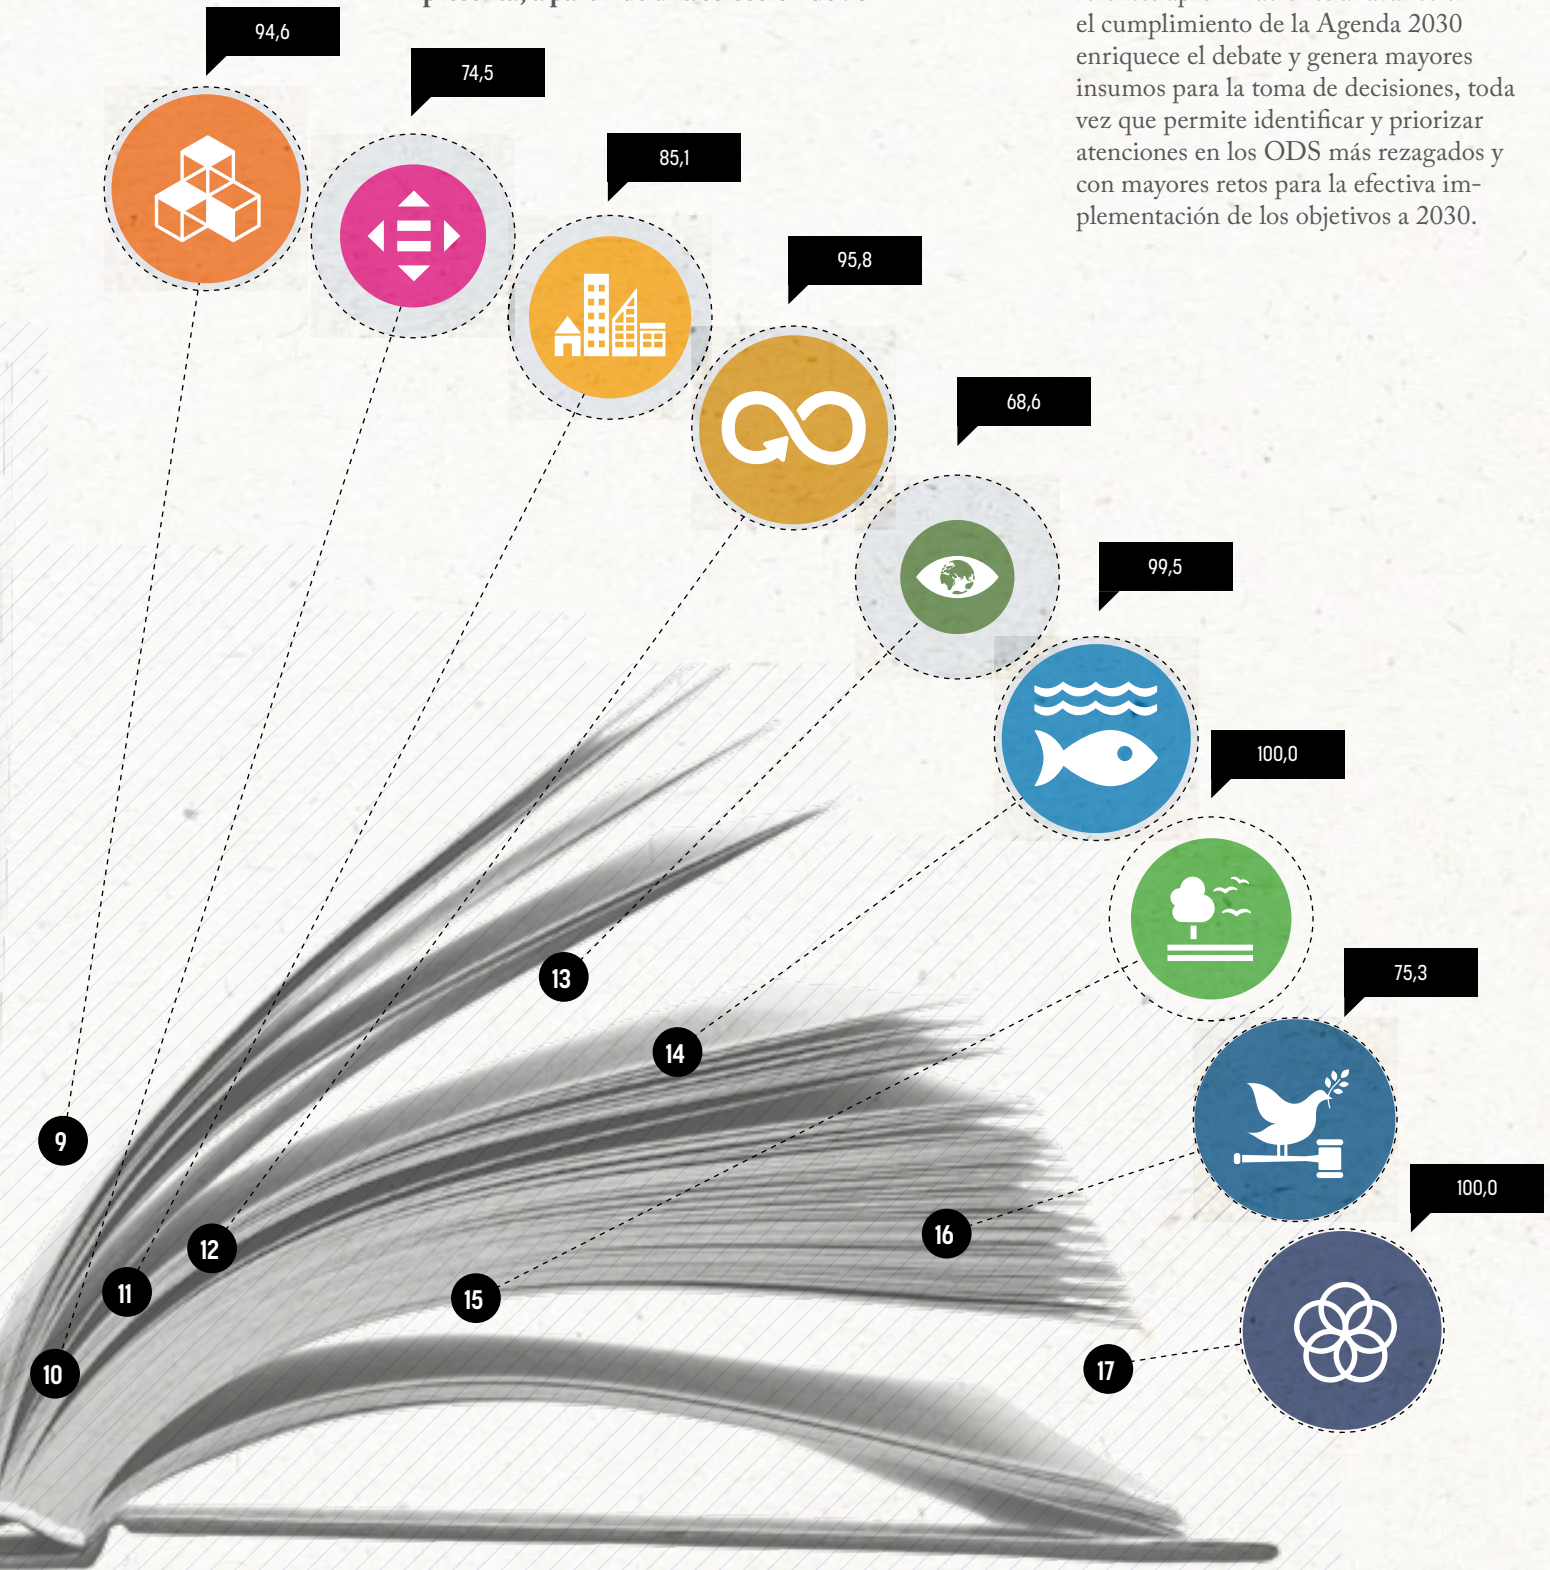 el cumplimiento de la Agenda 2030
enriquece el debate y genera mayores
insumos para la toma de decisiones, toda
vez que permite identificar y priorizar
atenciones en los ODS más rezagados y
con mayores retos para la efectiva im-
plementación de los objetivos a 2030.
94,6
74,5
85,1
95,8
68,6
99,5
100,0
75,3
100,0
9
10
11
12
13
14
15
16
17